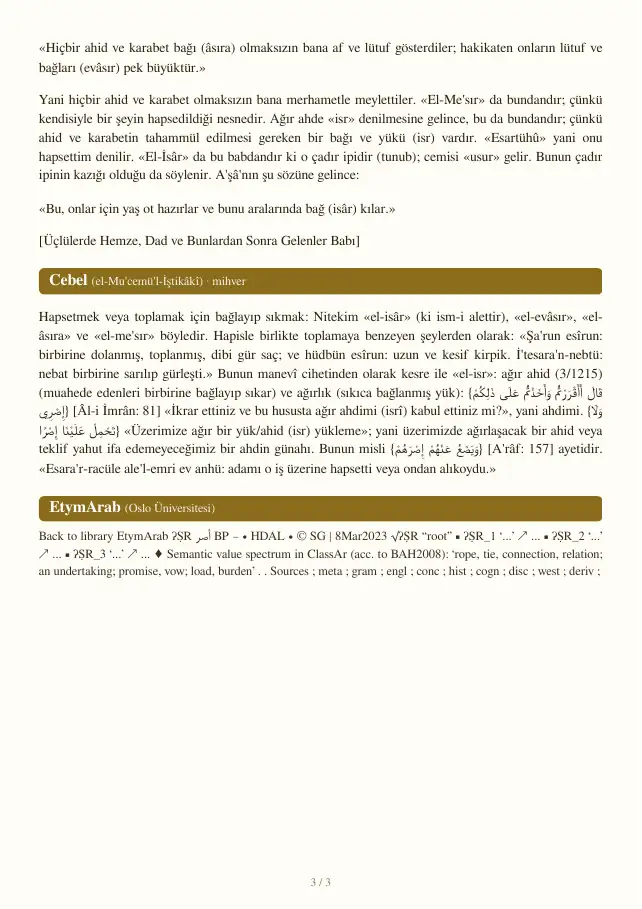 «Hiçbir ahid ve karabet bağı (âsıra) olmaksızın bana af ve lütuf gösterdiler; hakikaten onların lütuf ve
bağları (evâsır) pek büyüktür.»
Yani hiçbir ahid ve karabet olmaksızın bana merhametle meylettiler. «El-Me'sır» da bundandır; çünkü
kendisiyle bir şeyin hapsedildiği nesnedir. Ağır ahde «isr» denilmesine gelince, bu da bundandır; çünkü
ahid ve karabetin tahammül edilmesi gereken bir bağı ve yükü (isr) vardır. «Esartühû» yani onu
hapsettim denilir. «El-İsâr» da bu babdandır ki o çadır ipidir (tunub); cemisi «usur» gelir. Bunun çadır
ipinin kazığı olduğu da söylenir. A'şâ'nın şu sözüne gelince:
«Bu, onlar için yaş ot hazırlar ve bunu aralarında bağ (isâr) kılar.»
[Üçlülerde Hemze, Dad ve Bunlardan Sonra Gelenler Babı]
Cebel (el-Mu'cemü'l-İştikâkî) · mihver
Hapsetmek veya toplamak için bağlayıp sıkmak: Nitekim «el-isâr» (ki ism-i alettir), «el-evâsır», «el-
âsıra» ve «el-me'sır» böyledir. Hapisle birlikte toplamaya benzeyen şeylerden olarak: «Şa'run esîrun:
birbirine dolanmış, toplanmış, dibi gür saç; ve hüdbün esîrun: uzun ve kesif kirpik. İ'tesara'n-nebtü:
nebat birbirine sarılıp gürleşti.» Bunun manevî cihetinden olarak kesre ile «el-isr»: ağır ahid (3/1215)
(muahede edenleri birbirine bağlayıp sıkar) ve ağırlık (sıkıca bağlanmış yük): {قَالَ أَأَقْرَرْتُمْ وَأَخَذْتُمْ عَلَى ذَلِكُمْ
إِصْرِي} [Âl-i İmrân: 81] «İkrar ettiniz ve bu hususta ağır ahdimi (isrî) kabul ettiniz mi?», yani ahdimi. {وَلَا
تَحْمِلْ عَلَيْنَا إِصْرًا} «Üzerimize ağır bir yük/ahid (isr) yükleme»; yani üzerimizde ağırlaşacak bir ahid veya
teklif yahut ifa edemeyeceğimiz bir ahdin günahı. Bunun misli {وَيَضَعُ عَنْهُمْ إِصْرَهُمْ} [A'râf: 157] ayetidir.
«Esara'r-racüle ale'l-emri ev anhü: adamı o iş üzerine hapsetti veya ondan alıkoydu.»
EtymArab (Oslo Üniversitesi)
Back to library EtymArab ʔṢR أصر BP – • HDAL • © SG | 8Mar2023 √ʔṢR “root” ▪ ʔṢR_1 ‘...’ ↗ ... ▪ ʔṢR_2 ‘...’
↗ ... ▪ ʔṢR_3 ‘...’ ↗ ... ♦ Semantic value spectrum in ClassAr (acc. to BAH2008): ‘rope, tie, connection, relation;
an undertaking; promise, vow; load, burden’ . . Sources ; meta ; gram ; engl ; conc ; hist ; cogn ; disc ; west ; deriv ;
3 / 3